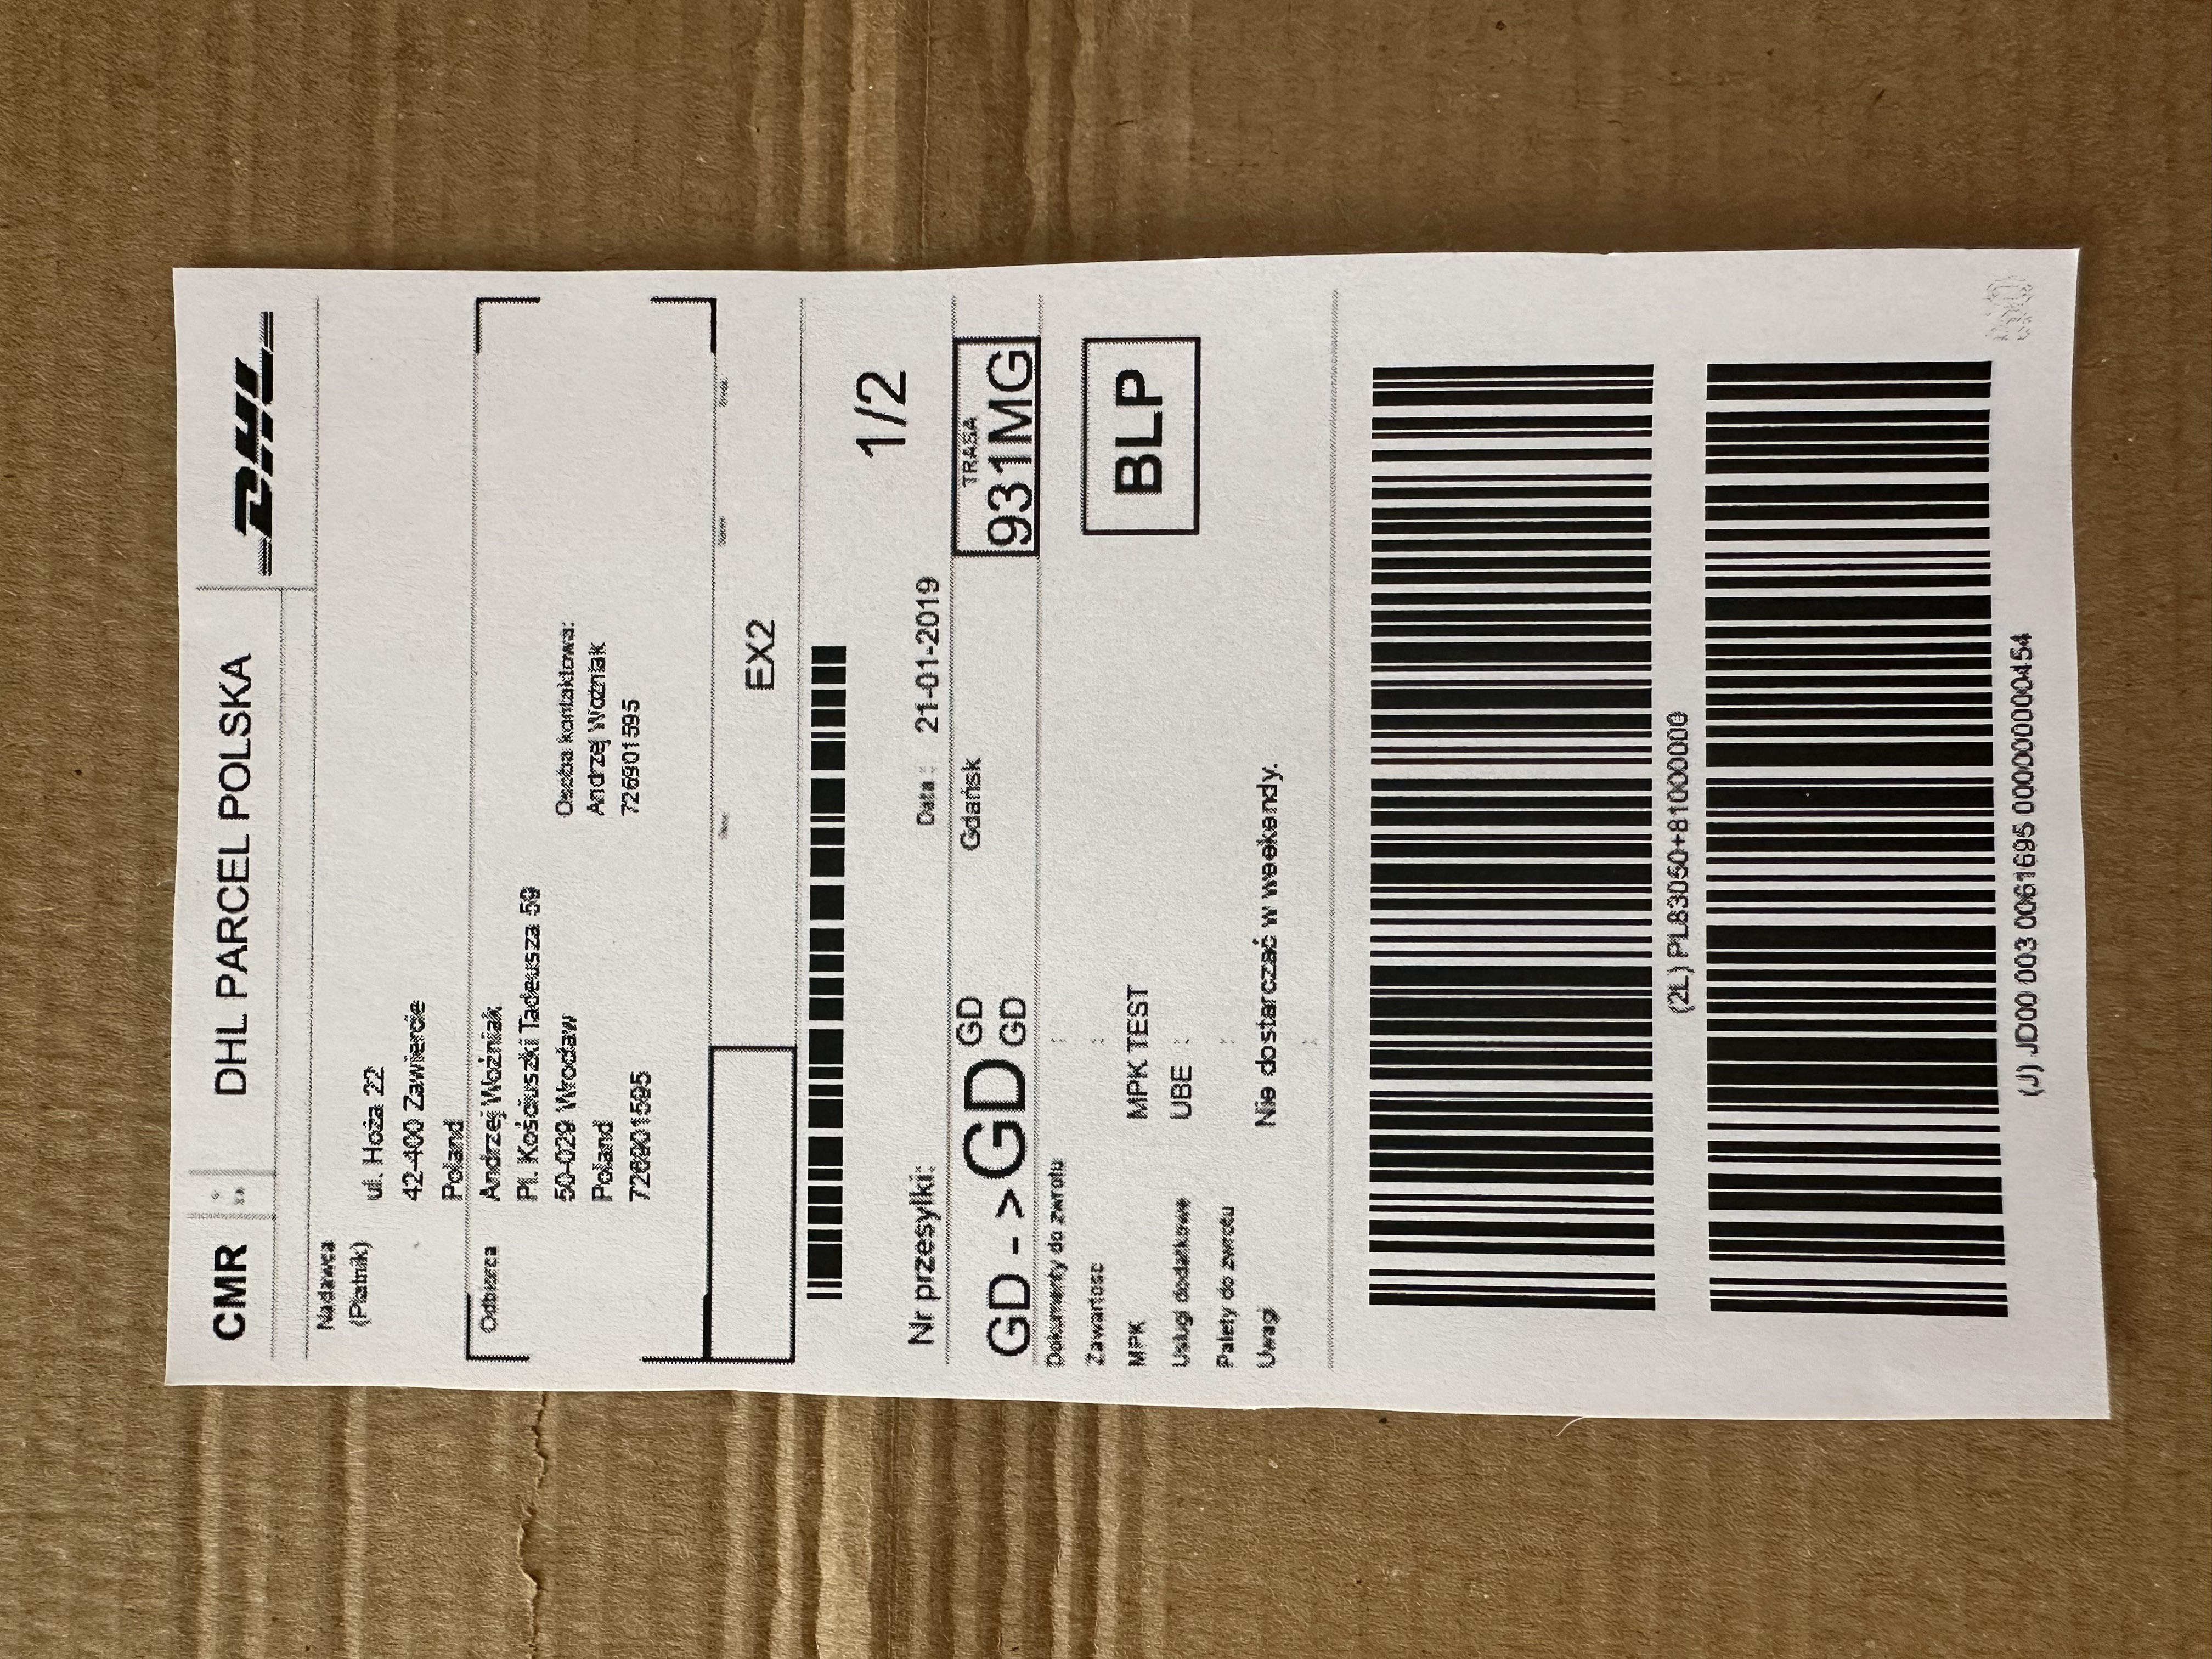 CMR
DHL PARCEL POLSKA
DHL
Nadawca
(Płatnik)
ul. Hoża 22
42-400 Zawiercie
Poland
Odbiorca
Andrzej Woźniak
Pl. Kościuszki Tadeusza 59
50-029 Wrocław
Poland
726901595
Osoba kontaktowa:
Andrzej Woźniak
726901595
EX2
1/2
Nr przesyłki:
Data : 21-01-2019
GD - > GD GD GD
Gdańsk
TRASA
931MG
Dokumenty do zwrotu :
Zawartosc :
MPK MPK TEST
Usługi dodatkowe UBE :
Palety do zwrotu :
Uwagi Nie dostarczać w weekendy.
:
BLP
(2L) PL83050+81000000
(J) JD00 003 0061695 000000000454